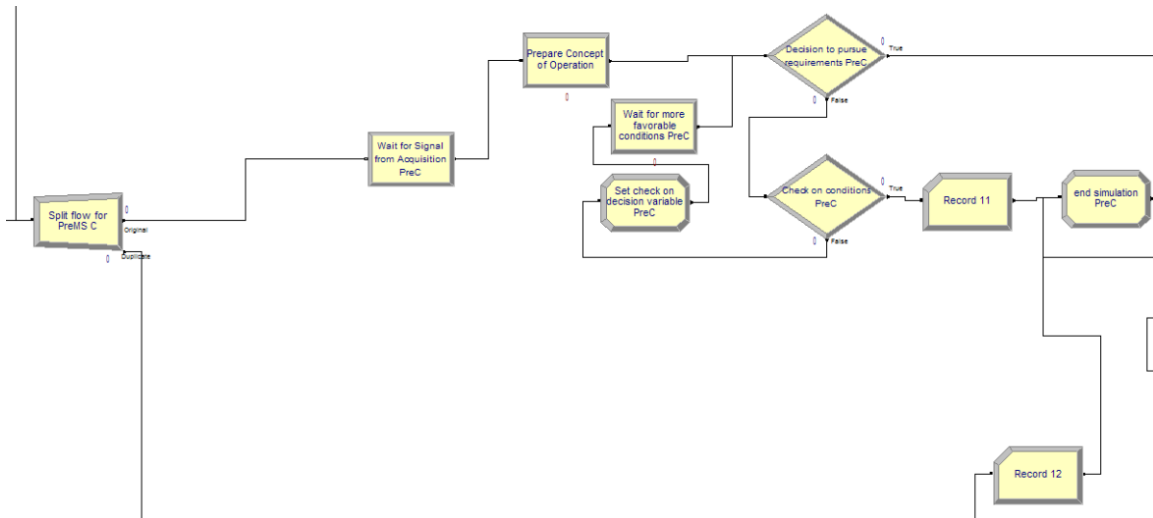 Prepare Concept
of Operation
Decision to pursue
requirements PreC
0
True
0
False
0
Wait for more
favorable
conditions PreC
0
Wait for Signal
from Acquisition
PreC
Set check on
decision variable
PreC
Check on conditions
PreC
0
True
0
False
Record 11
end simulation
PreC
Split flow for
PreMS C
0
Original
0
Duplicate
Record 12